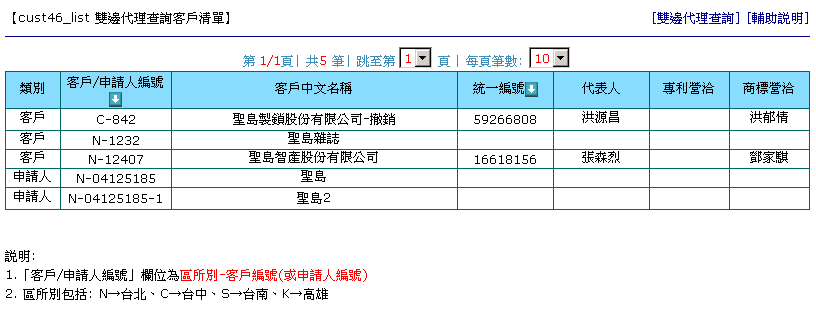 【cust46_list 雙邊代理查詢客戶清單】 [雙邊代理查詢] [輔助說明]
第 1/1頁| 共5 筆| 跳至第 1 頁 | 每頁筆數: 10
類別 客戶/申請人編號 客戶中文名稱 統一編號 代表人 專利營洽 商標營洽
客戶 C-842 聖島製鎖股份有限公司-撤銷 59266808 洪源昌 洪郁倩
客戶 N-1232 聖島雜誌
客戶 N-12407 聖島智產股份有限公司 16618156 張森烈 鄧家騏
申請人 N-04125185 聖島
申請人 N-04125185-1 聖島2
說明:
1.「客戶/申請人編號」欄位為區所別-客戶編號(或申請人編號)
2. 區所別包括: N→台北、C→台中、S→台南、K→高雄